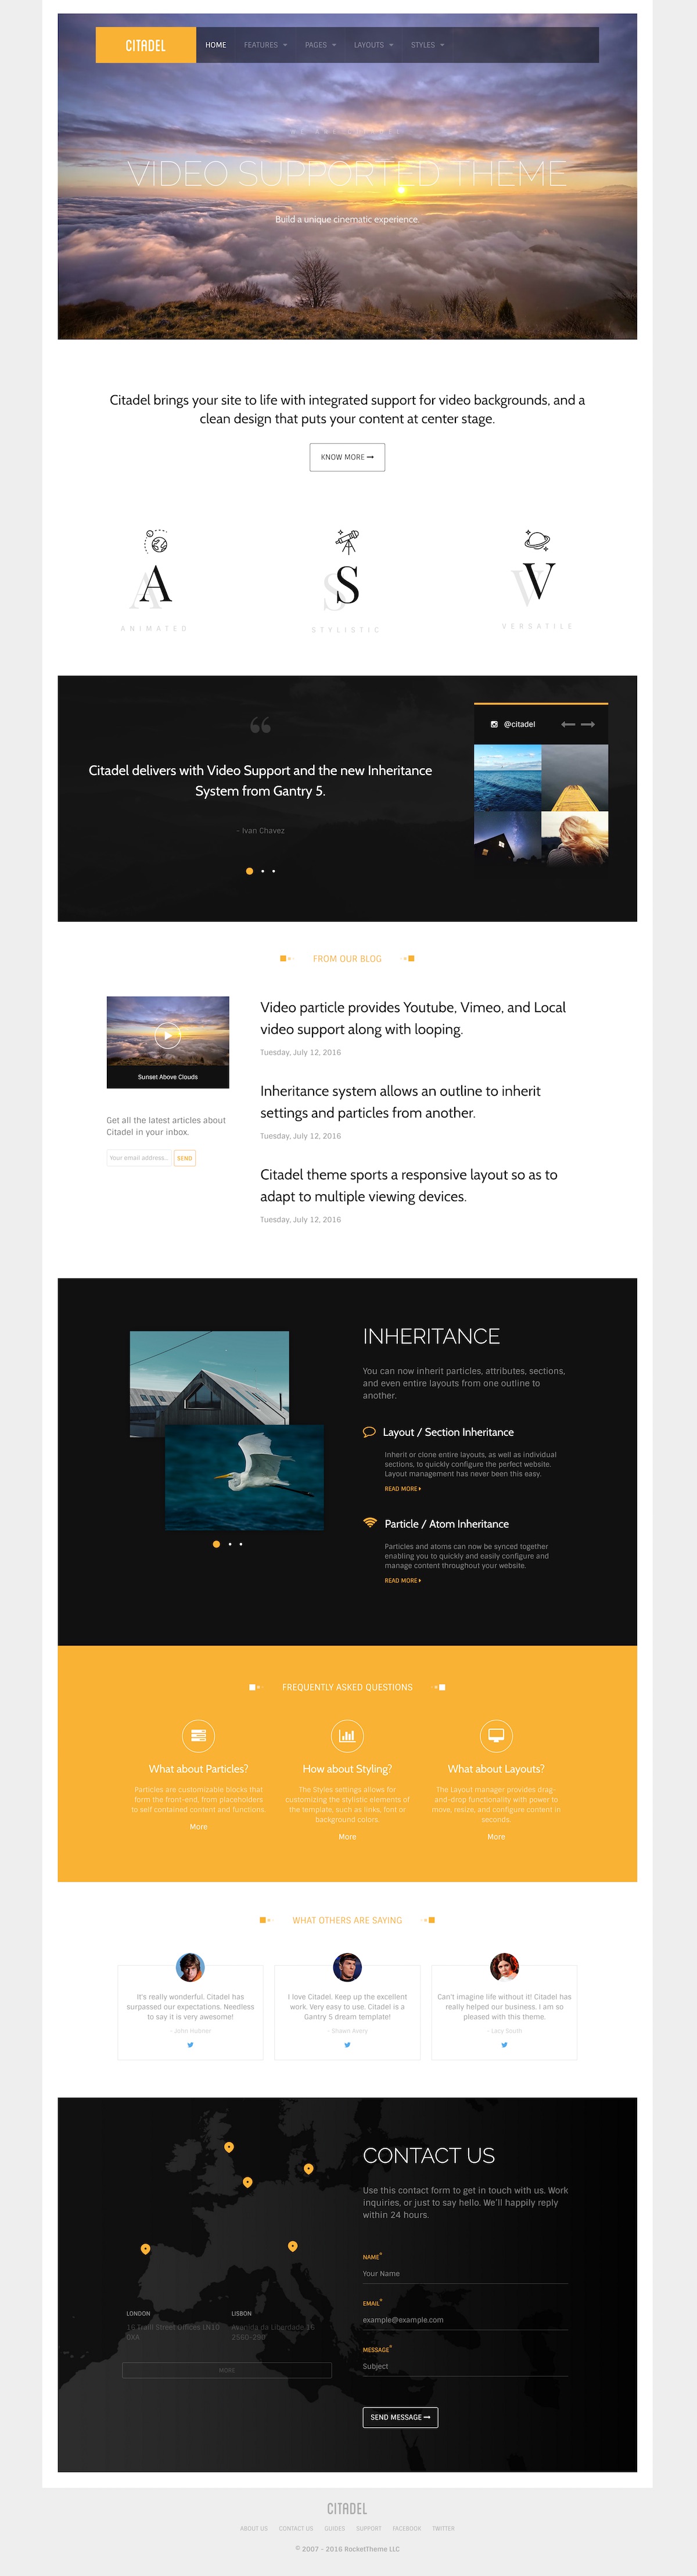 CITADEL
HOME FEATURES PAGES LAYOUTS STYLES
VIDEO SUPPORTED THEME
Build a unique cinematic experience.
Citadel brings your site to life with integrated support for video backgrounds, and a
clean design that puts your content at center stage.
KNOW MORE
A S V
ANIMATED
STYLISTIC
VERSATILE
Citadel delivers with Video Support and the new Inheritance
System from Gantry 5.
- Ivan Chavez
@citadel
FROM OUR BLOG
Sunset Above Clouds
Get all the latest articles about
Citadel in your inbox.
Your email address... SEND
Video particle provides Youtube, Vimeo, and Local
video support along with looping.
Tuesday, July 12, 2016
Inheritance system allows an outline to inherit
settings and particles from another.
Tuesday, July 12, 2016
Citadel theme sports a responsive layout so as to
adapt to multiple viewing devices.
Tuesday, July 12, 2016
INHERITANCE
You can now inherit particles, attributes, sections,
and even entire layouts from one outline to
another.
Layout / Section Inheritance
Inherit or clone entire layouts, as well as individual
sections, to quickly configure the perfect website.
Layout management has never been this easy.
READ MORE
Particle / Atom Inheritance
Particles and atoms can now be synced together
enabling you to quickly and easily configure and
manage content throughout your website.
READ MORE
FREQUENTLY ASKED QUESTIONS
What about Particles?
Particles are customizable blocks that
form the front-end, from placeholders
to self contained content and functions.
More
How about Styling?
The Styles settings allows for
customizing the stylistic elements of
the template, such as links, font or
background colors.
More
What about Layouts?
The Layout manager provides drag-
and-drop functionality with power to
move, resize, and configure content in
seconds.
More
WHAT OTHERS ARE SAYING
It's really wonderful. Citadel has
surpassed our expectations. Needless
to say it is very awesome!
- John Hubner
I love Citadel. Keep up the excellent
work. Very easy to use. Citadel is a
Gantry 5 dream template!
- Shawn Avery
Can't imagine life without it! Citadel has
really helped our business. I am so
pleased with this theme.
- Lacy South
CONTACT US
Use this contact form to get in touch with us. Work
inquiries, or just to say hello. We'll happily reply
within 24 hours.
NAME*
Your Name
EMAIL*
example@example.com
MESSAGE*
Subject
SEND MESSAGE
LONDON
Street Offices LN10
0XA
LISBON
Avenida da Liberdade 16
MORE
CITADEL
ABOUT US CONTACT US GUIDES SUPPORT FACEBOOK TWITTER
© 2007 - 2016 RocketTheme LLC